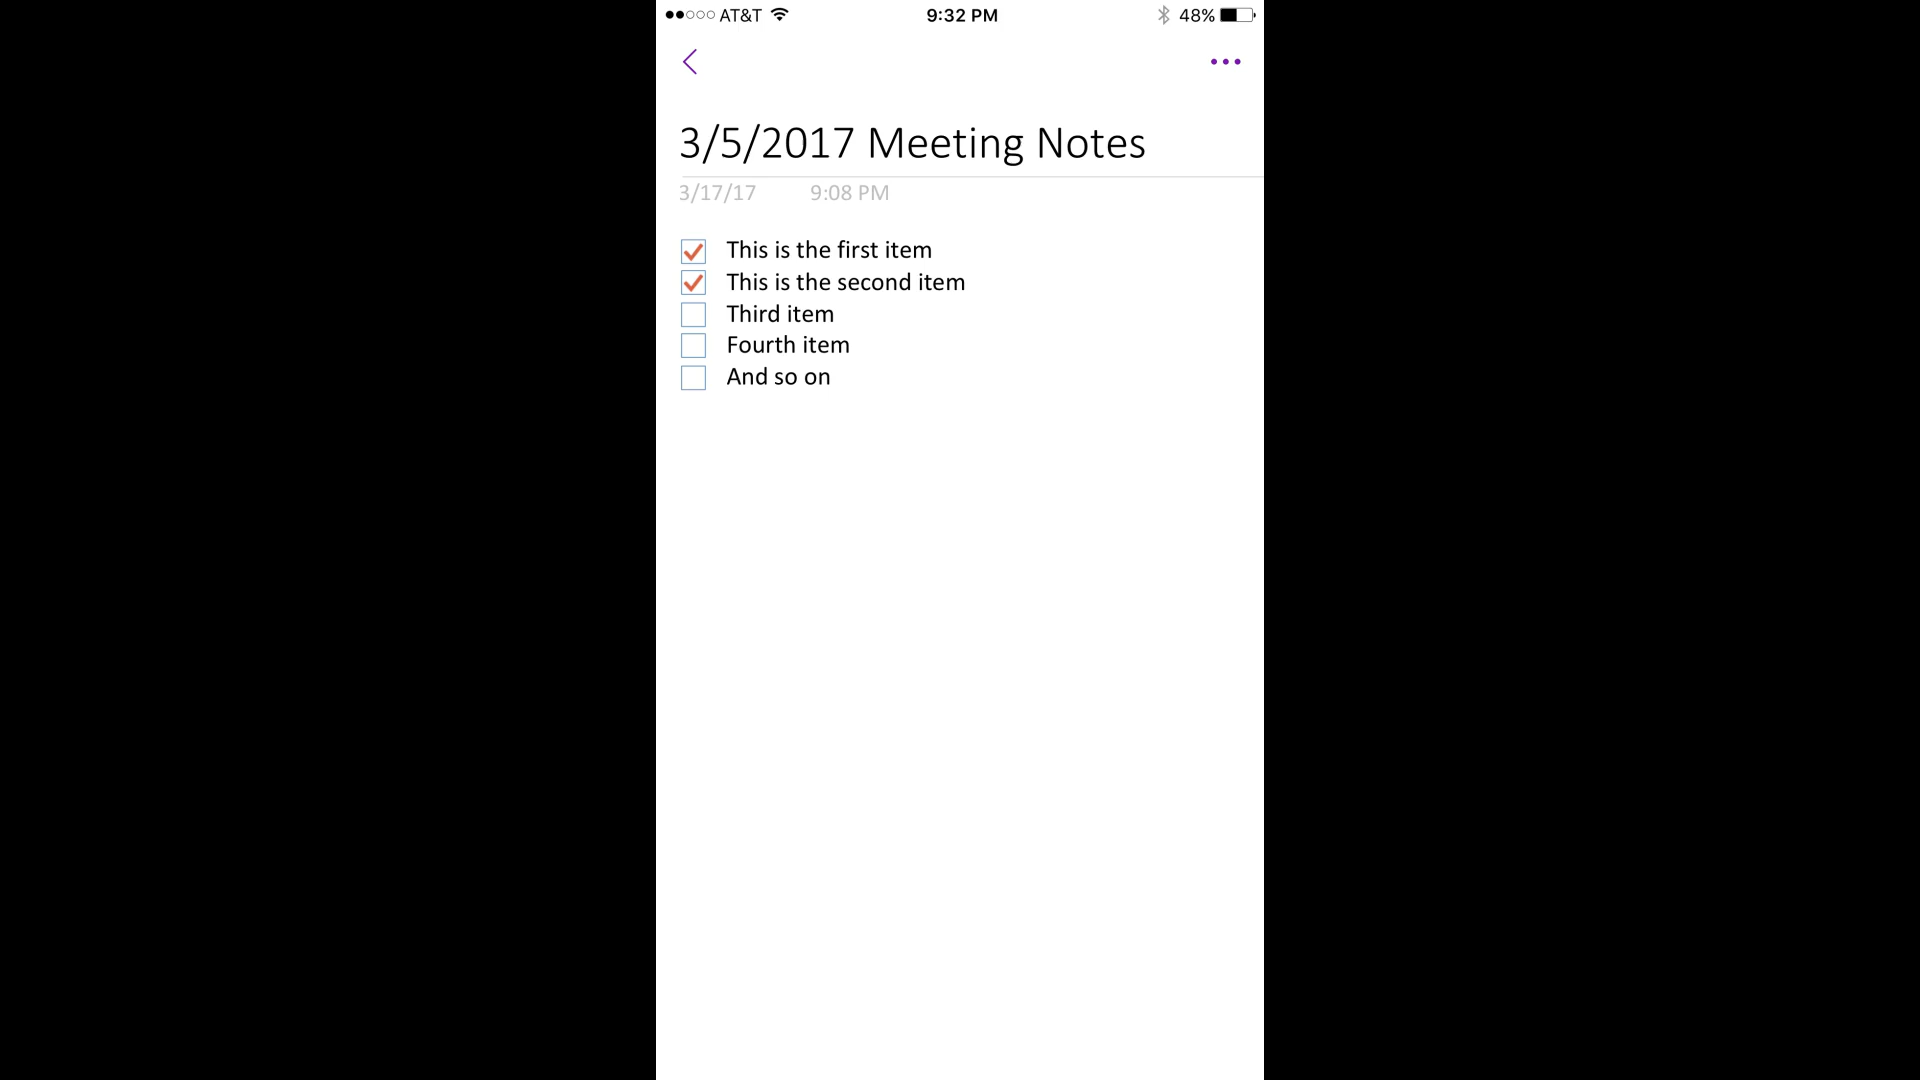 AT&T 9:32 PM 48%
3/5/2017 Meeting Notes
3/17/17 9:08 PM
This is the first item
This is the second item
Third item
Fourth item
And so on